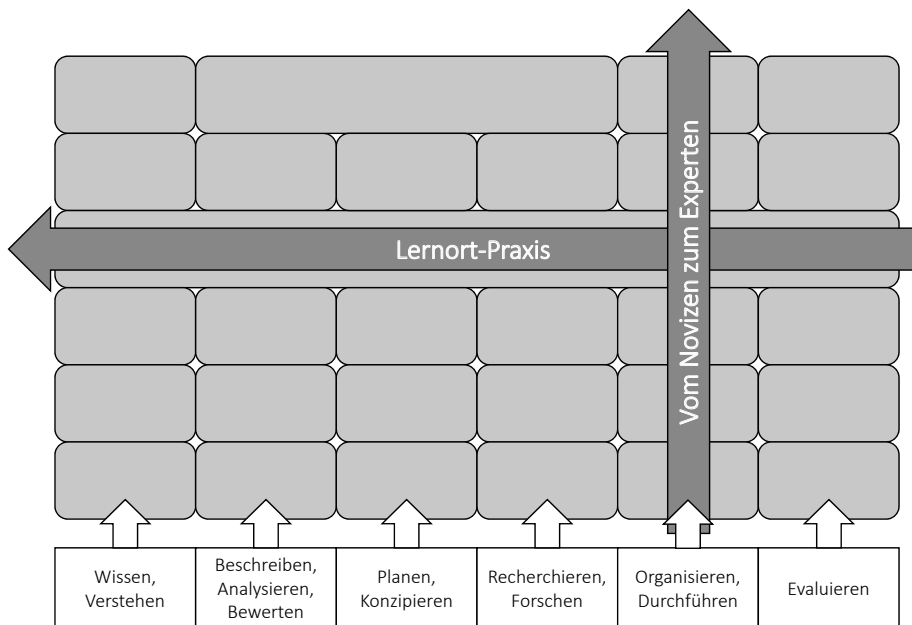 Vom Novizen zum Experten
Lernort-Praxis
Wissen,
Verstehen
Beschreiben,
Analysieren,
Bewerten
Planen,
Konzipieren
Recherchieren,
Forschen
Organisieren,
Durchführen
Evaluieren